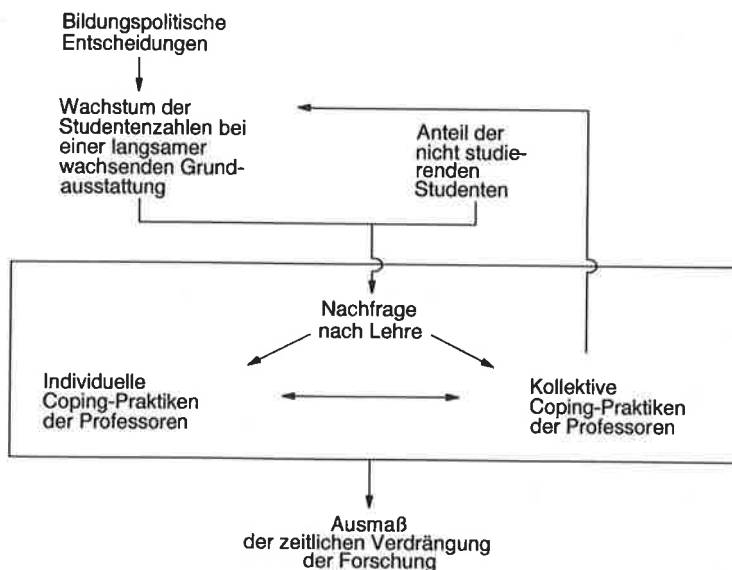 Bildungspolitische
Entscheidungen
Wachstum der
Studentenzahlen bei
einer langsamer
wachsenden Grund-
ausstattung
Anteil der
nicht studie-
renden
Studenten
Nachfrage
nach Lehre
Individuelle
Coping-Praktiken
der Professoren
Kollektive
Coping-Praktiken
der Professoren
Ausmaß
der zeitlichen Verdrängung
der Forschung